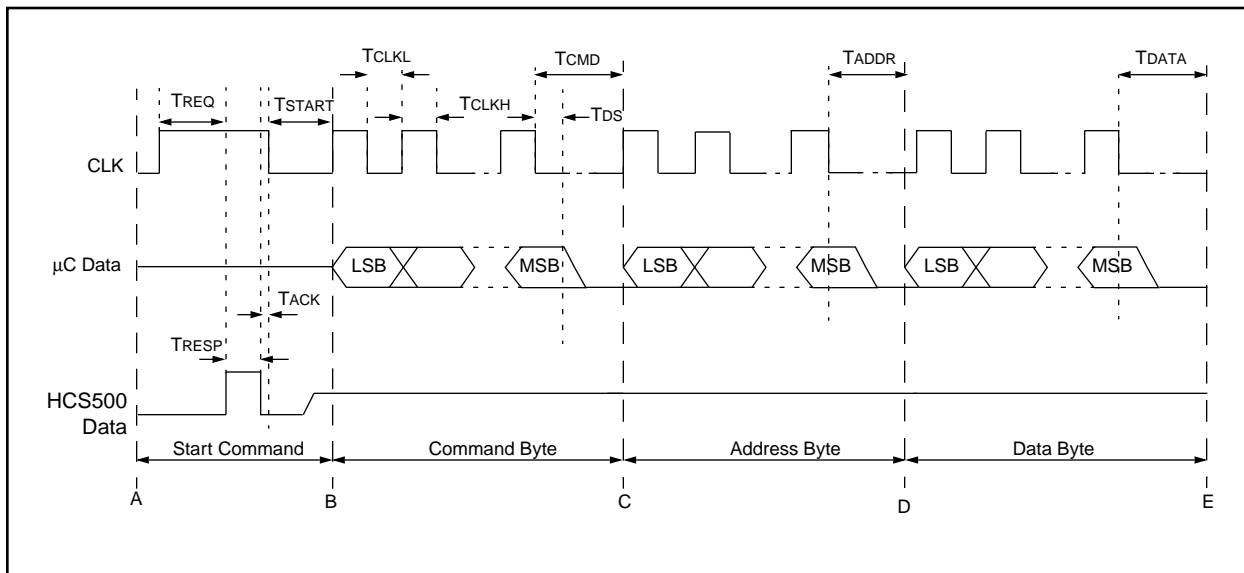 TCLKL
TCMD
TADDR
TDATA
TREQ
TSTART
TCLKH
TDS
CLK
μC Data
LSB
MSB
LSB
MSB
LSB
MSB
TACK
TRESP
HCS500
Data
Start Command
Command Byte
Address Byte
Data Byte
A
B
C
D
E